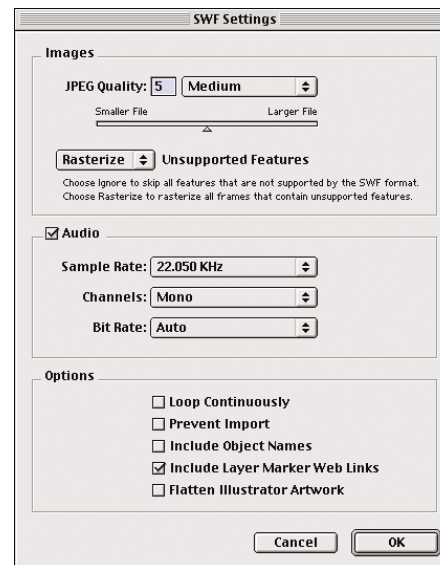 SWF Settings
Images
JPEG Quality: 5 Medium
Smaller File Larger File
Rasterize Unsupported Features
Choose Ignore to skip all features that are not supported by the SWF format.
Choose Rasterize to rasterize all frames that contain unsupported features.
Audio
Sample Rate: 22.050 KHz
Channels: Mono
Bit Rate: Auto
Options
Loop Continuously
Prevent Import
Include Object Names
Include Layer Marker Web Links
Flatten Illustrator Artwork
Cancel OK